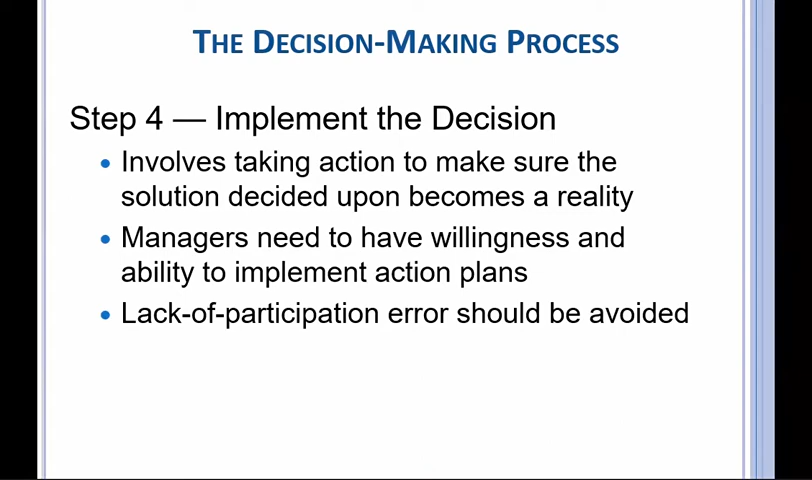 THE DECISION-MAKING PROCESS
Step 4 — Implement the Decision
• Involves taking action to make sure the
solution decided upon becomes a reality
• Managers need to have willingness and
ability to implement action plans
• Lack-of-participation error should be avoided